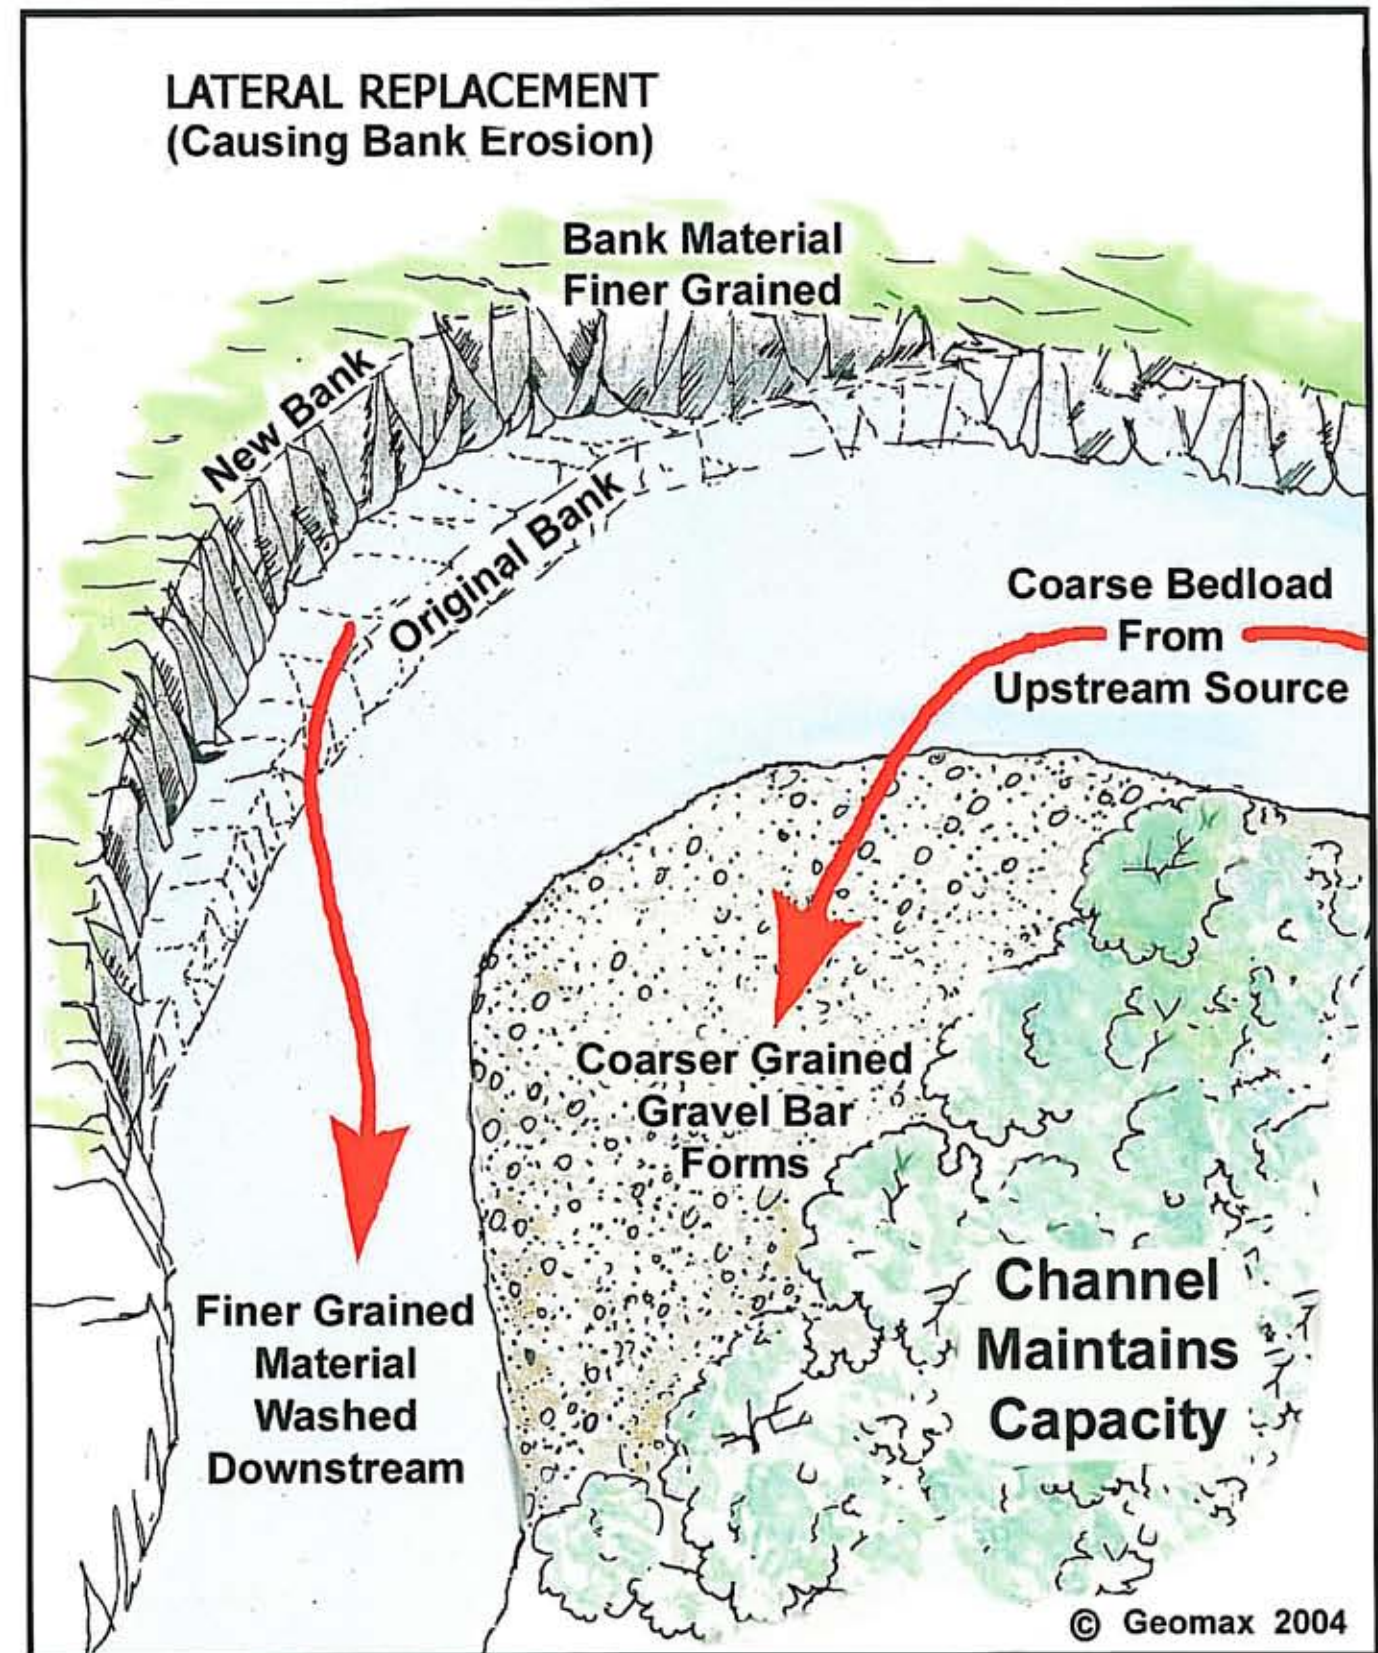 LATERAL REPLACEMENT
(Causing Bank Erosion)
Bank Material
Finer Grained
New Bank
Original Bank
Coarse Bedload
From
Upstream Source
Coarser Grained
Gravel Bar
Forms
Channel
Maintains
Capacity
Finer Grained
Material
Washed
Downstream
© Geomax 2004